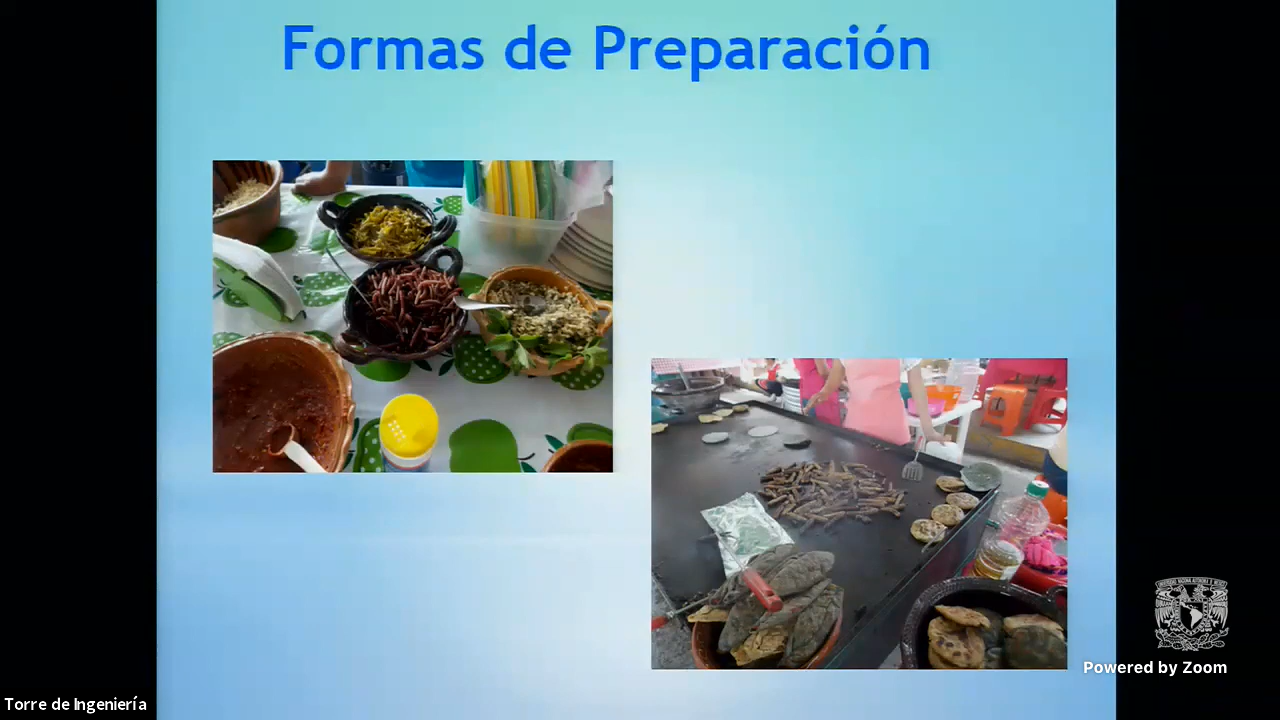 Formas de Preparación
Powered by Zoom
Torre de Ingeniería